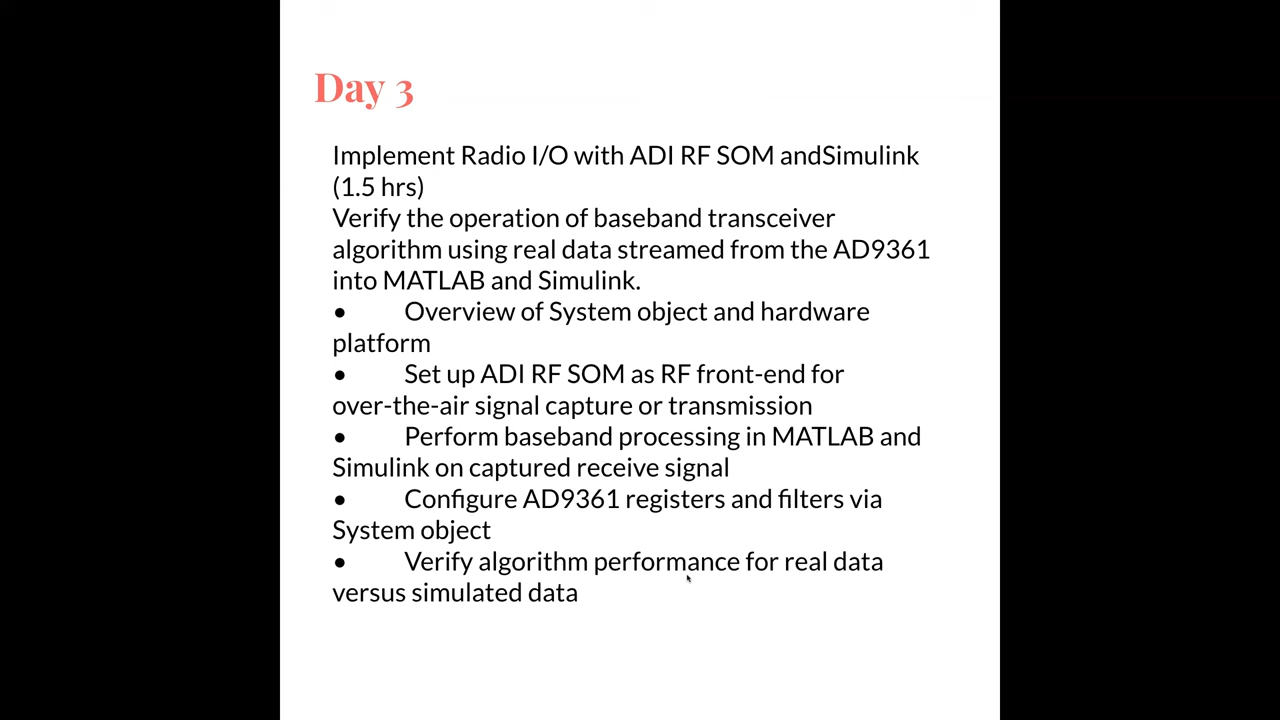 Day 3
Implement Radio I/O with ADI RF SOM andSimulink
(1.5 hrs)
Verify the operation of baseband transceiver
algorithm using real data streamed from the AD9361
into MATLAB and Simulink.
• Overview of System object and hardware
platform
• Set up ADI RF SOM as RF front-end for
over-the-air signal capture or transmission
• Perform baseband processing in MATLAB and
Simulink on captured receive signal
• Configure AD9361 registers and filters via
System object
• Verify algorithm performance for real data
versus simulated data